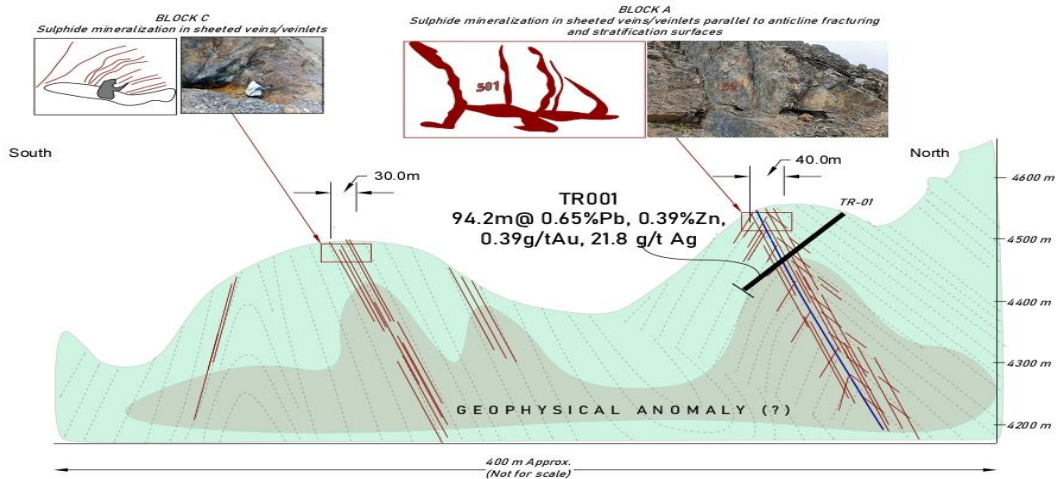 BLOCK C
Sulphide mineralization in sheeted veins/veinlets
BLOCK A
Sulphide mineralization in sheeted veins/veinlets parallel to anticline fracturing
and stratification surfaces
S01
South
North
30.0m
40.0m
TR-01
TR001
94.2m@ 0.65%Pb, 0.39%Zn,
0.39g/tAu, 21.8 g/t Ag
4600 m
4500 m
4400 m
4300 m
4200 m
GEOPHYSICAL ANOMALY (?)
400 m Approx.
(Not for scale)